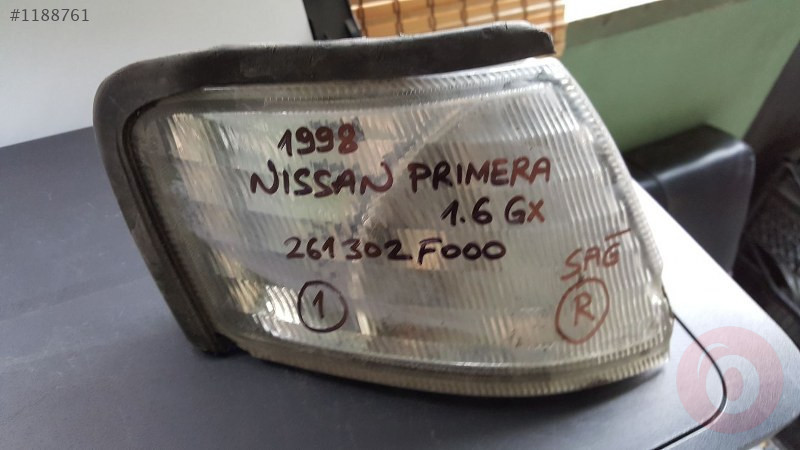 #1188761
1998
NISSAN PRIMERA
1.6 GX
261302F000
SAĞ
1
R